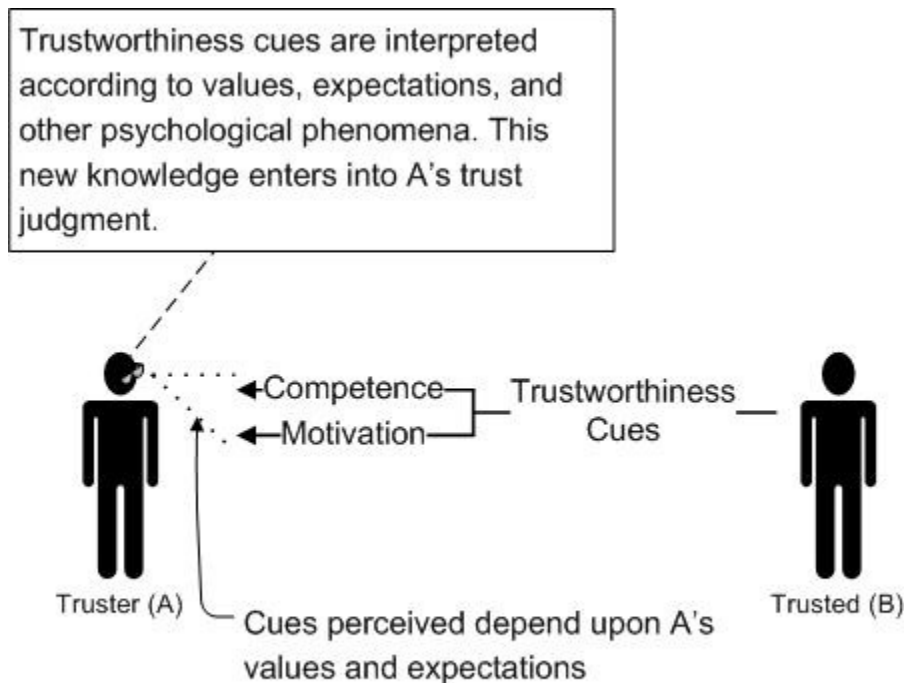 Trustworthiness cues are interpreted
according to values, expectations, and
other psychological phenomena. This
new knowledge enters into A's trust
judgment.
Competence
Motivation
Trustworthiness
Cues
Truster (A)
Trusted (B)
Cues perceived depend upon A's
values and expectations